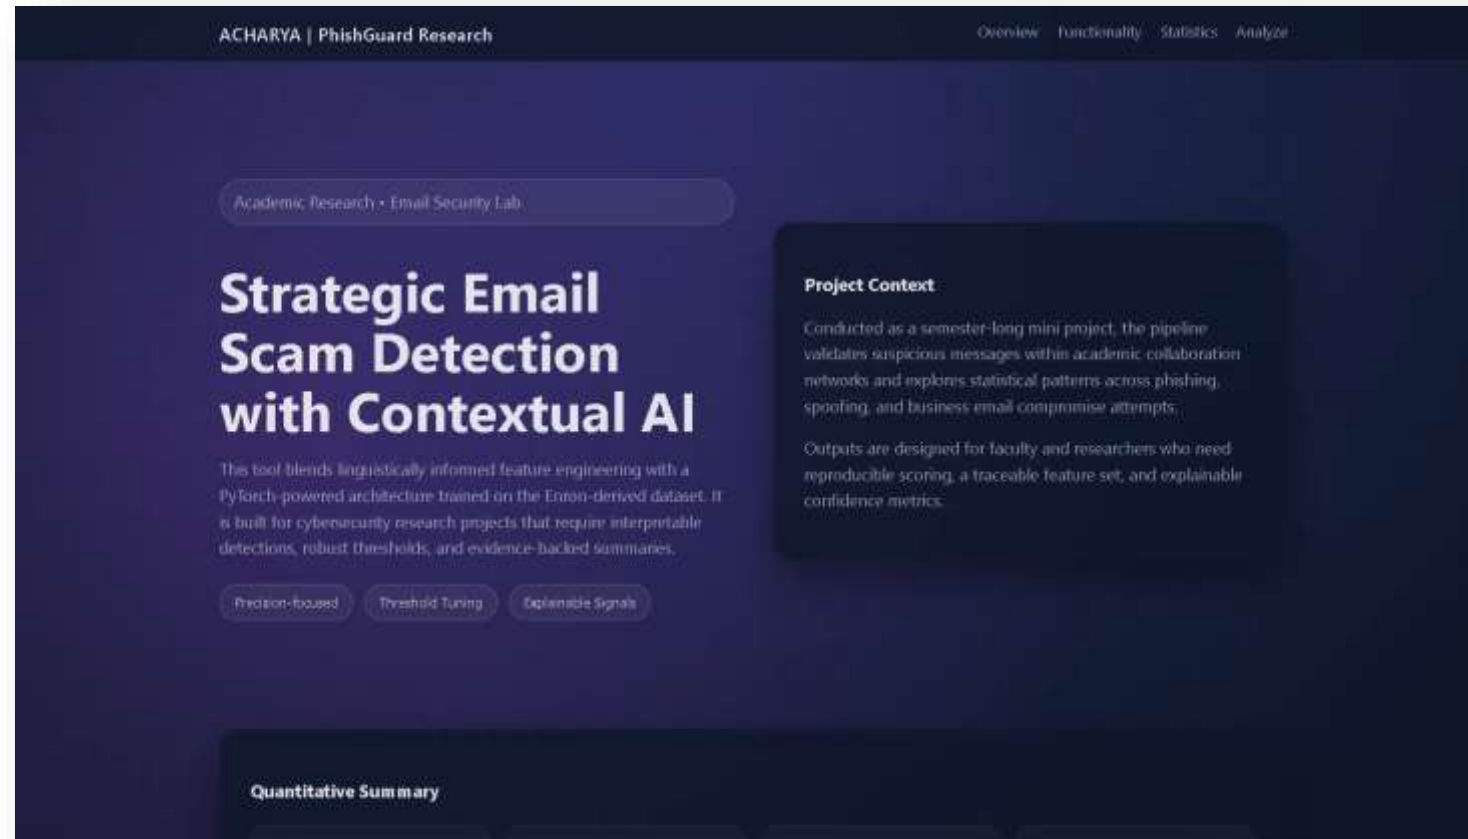 ACHARYA | PhishGuard Research
Overview Functionality Statistics Analyze
Academic Research • Email Security Lab
Strategic Email
Scam Detection
with Contextual AI
This tool blends linguistically informed feature engineering with a
PyTorch-powered architecture trained on the Enron-derived dataset. It
is built for cybersecurity research projects that require interpretable
detections, robust thresholds, and evidence-backed summaries.
Precision-focused Threshold Tuning Explainable Signals
Project Context
Conducted as a semester-long mini project, the pipeline
validates suspicious messages within academic collaboration
networks and explores statistical patterns across phishing,
spoofing, and business email compromise attempts.
Outputs are designed for faculty and researchers who need
reproducible scoring, a traceable feature set, and explainable
confidence metrics.
Quantitative Summary